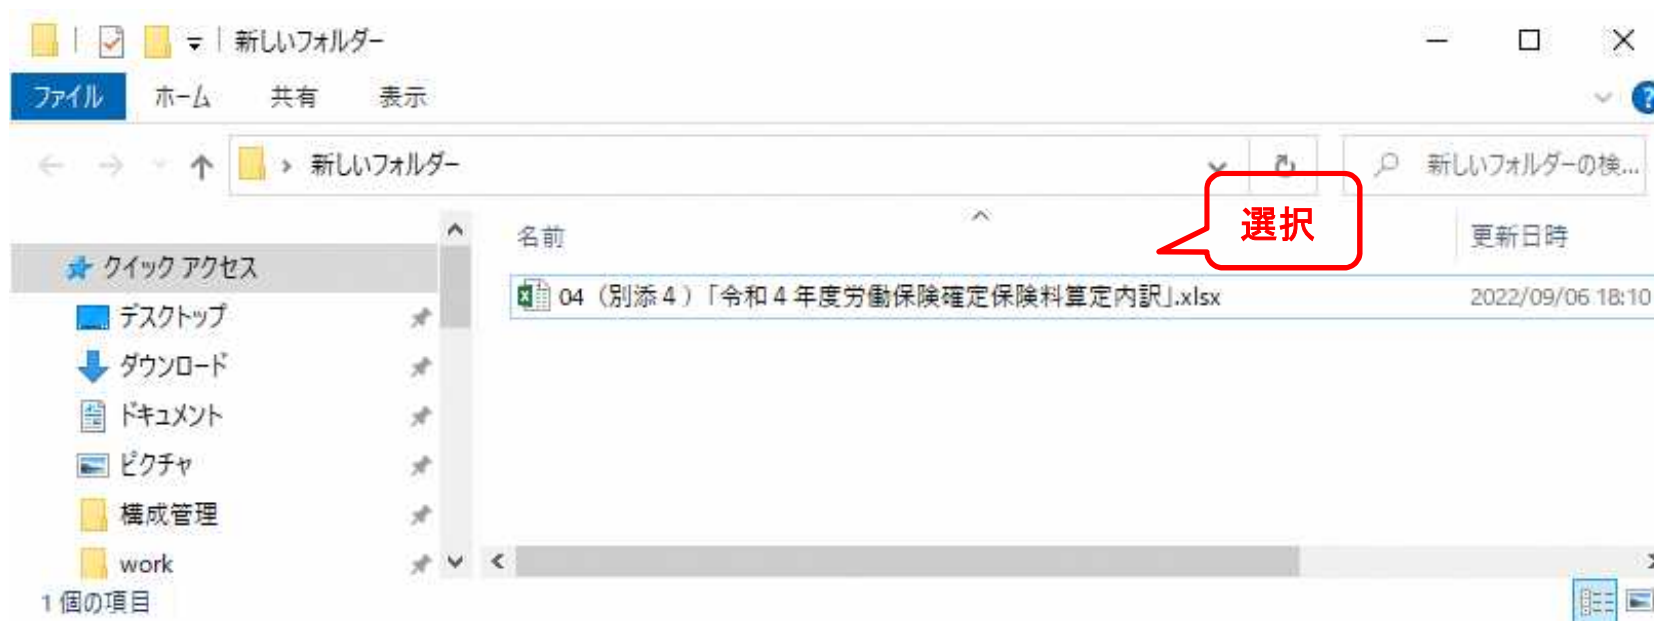 新しいフォルダー
ファイル ホーム 共有 表示
新しいフォルダー
新しいフォルダーの検...
選択
名前 更新日時
クイック アクセス
04（別添４）「令和４年度労働保険確定保険料算定内訳」.xlsx 2022/09/06 18:10
デスクトップ
ダウンロード
ドキュメント
ピクチャ
構成管理
work
1 個の項目